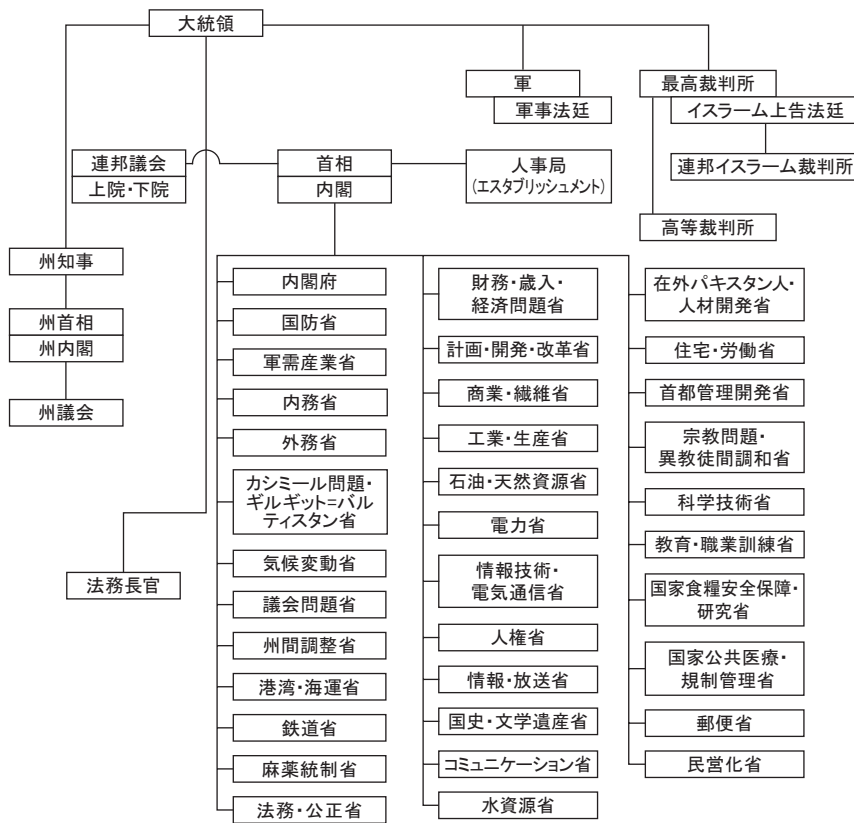 大統領
軍
軍事法廷
最高裁判所
イスラーム上告法廷
連邦イスラーム裁判所
高等裁判所
連邦議会
上院・下院
首相
内閣
人事局
(エスタブリッシュメント)
州知事
州首相
州内閣
州議会
法務長官
内閣府
国防省
軍需産業省
内務省
外務省
カシミール問題・
ギルギット=バル
ティスタン省
気候変動省
議会問題省
州間調整省
港湾・海運省
鉄道省
麻薬統制省
法務・公正省
財務・歳入・
経済問題省
計画・開発・改革省
商業・繊維省
工業・生産省
石油・天然資源省
電力省
情報技術・
電気通信省
人権省
情報・放送省
国史・文学遺産省
コミュニケーション省
水資源省
在外パキスタン人・
人材開発省
住宅・労働省
首都管理開発省
宗教問題・
異教徒間調和省
科学技術省
教育・職業訓練省
国家食糧安全保障・
研究省
国家公共医療・
規制管理省
郵便省
民営化省